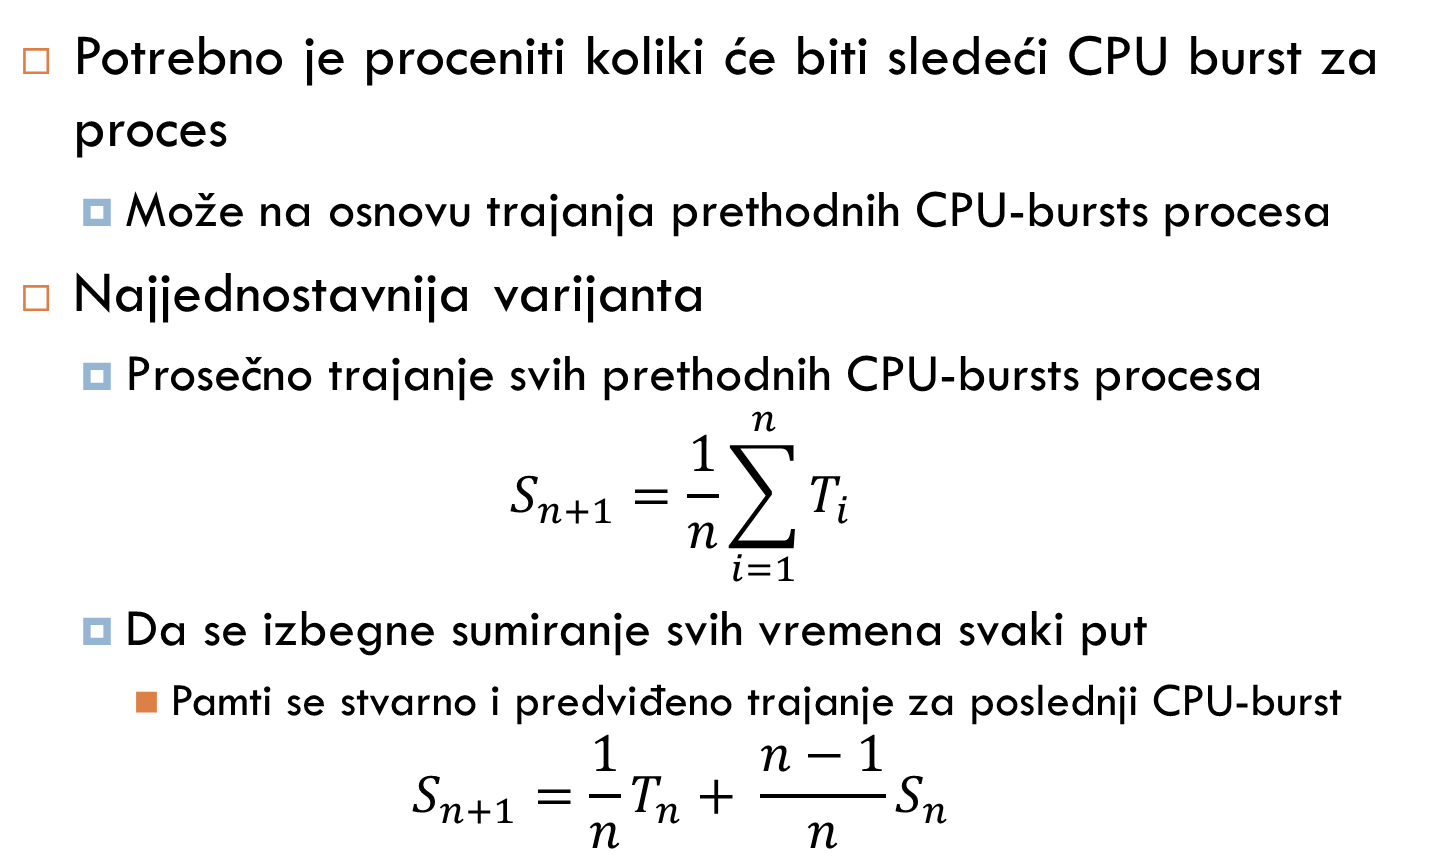 Potrebno je proceniti koliki će biti sledeći CPU burst za
proces
Može na osnovu trajanja prethodnih CPU-bursts procesa
Najjednostavnija varijanta
Prosečno trajanje svih prethodnih CPU-bursts procesa
$S_{n+1} = \frac{1}{n} \sum_{i=1}^{n} T_i$
Da se izbegne sumiranje svih vremena svaki put
Pamti se stvarno i predviđeno trajanje za poslednji CPU-burst
$S_{n+1} = \frac{1}{n} T_n + \frac{n-1}{n} S_n$